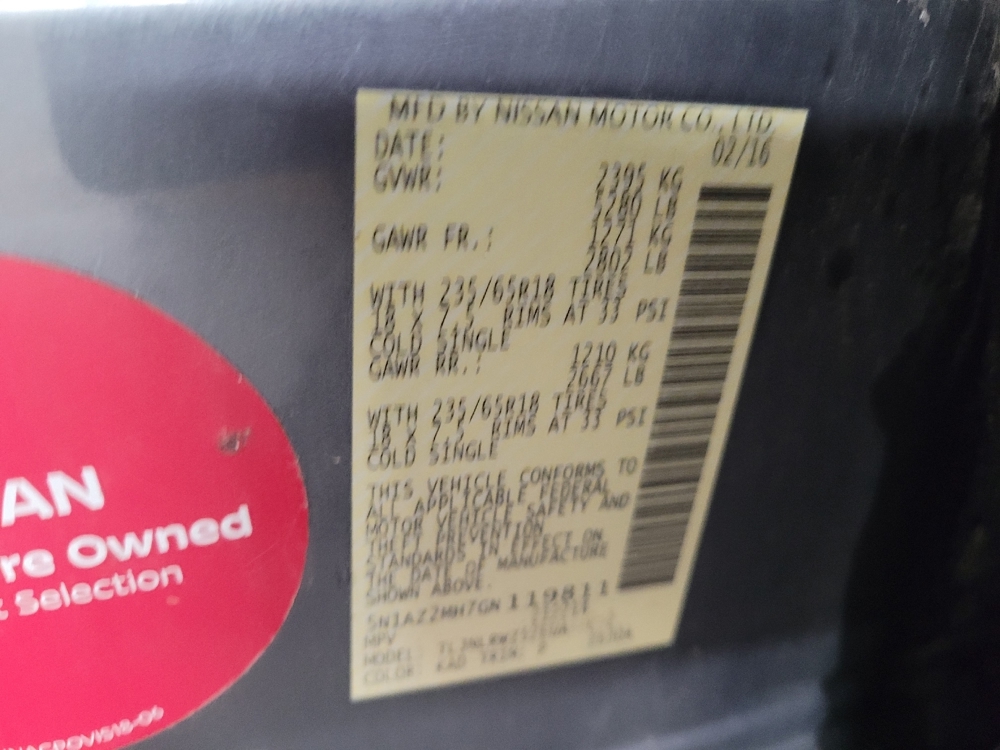 MFD BY NISSAN MOTOR CO., LTD.
DATE: 02/16
GVWR: 2395 KG
5280 LB
GAWR FR.: 1271 KG
2802 LB
WITH 235/65R18 TIRES
18 X 7.5 RIMS AT 33 PSI
COLD SINGLE
GAWR RR.: 1210 KG
2667 LB
WITH 235/65R18 TIRES
18 X 7.5 RIMS AT 33 PSI
COLD SINGLE
THIS VEHICLE CONFORMS TO
ALL APPLICABLE FEDERAL
MOTOR VEHICLE SAFETY AND
THEFT PREVENTION
STANDARDS IN EFFECT ON
THE DATE OF MANUFACTURE
SHOWN ABOVE.
5N1AZ2MH7GN 119811
MPV
MODEL:
COLOR: KAD TRIM:
AN
re Owned
Selection